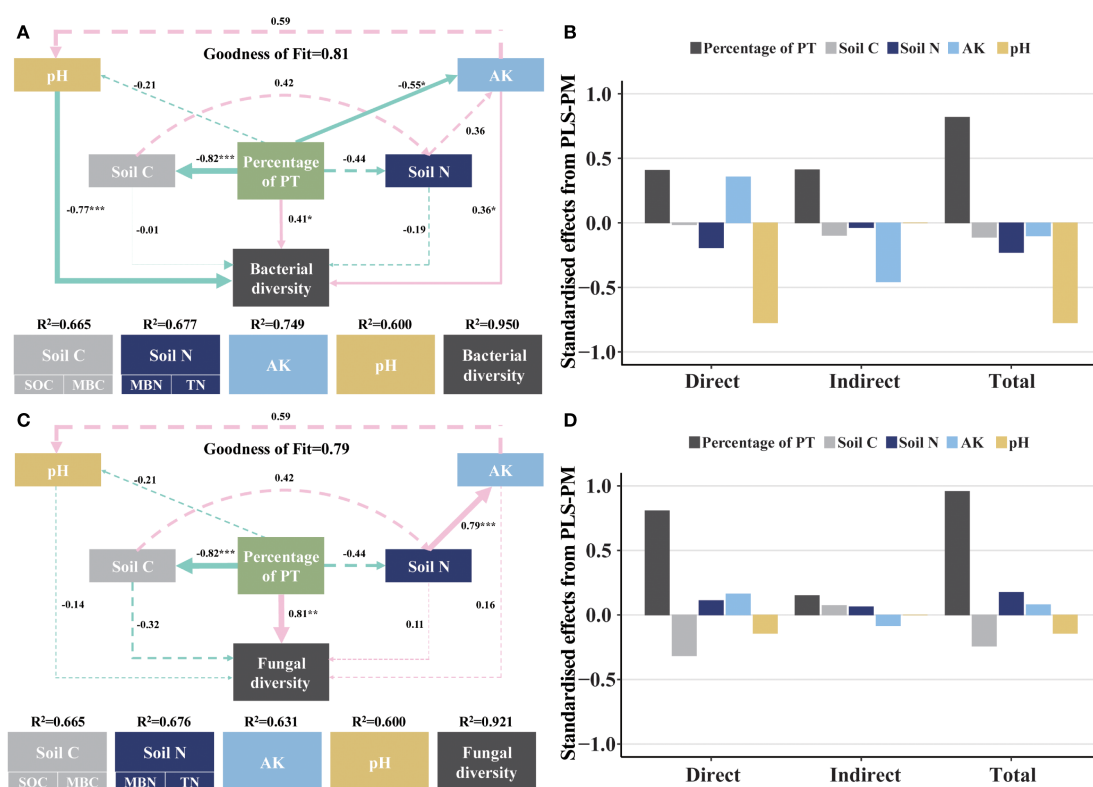 A
0.59
Goodness of Fit=0.81
pH
AK
-0.21
0.42
-0.55*
0.36
Soil C
-0.82***
Percentage
of PT
-0.44
Soil N
-0.77***
-0.01
0.41*
-0.19
0.36*
Bacterial
diversity
R²=0.665 R²=0.677 R²=0.749 R²=0.600 R²=0.950
Soil C
SOC MBC
Soil N
MBN TN
AK
pH
Bacterial
diversity
B
Percentage of PT Soil C Soil N AK pH
Standardised effects from PLS-PM
1.0
0.5
0.0
−0.5
−1.0
Direct Indirect Total
C
0.59
Goodness of Fit=0.79
pH
AK
-0.21
0.42
0.79***
Soil C
-0.82***
Percentage
of PT
-0.44
Soil N
-0.14
-0.32
0.81**
0.11
0.16
Fungal
diversity
R²=0.665 R²=0.676 R²=0.631 R²=0.600 R²=0.921
Soil C
SOC MBC
Soil N
MBN TN
AK
pH
Fungal
diversity
D
Percentage of PT Soil C Soil N AK pH
Standardised effects from PLS-PM
1.0
0.5
0.0
−0.5
−1.0
Direct Indirect Total